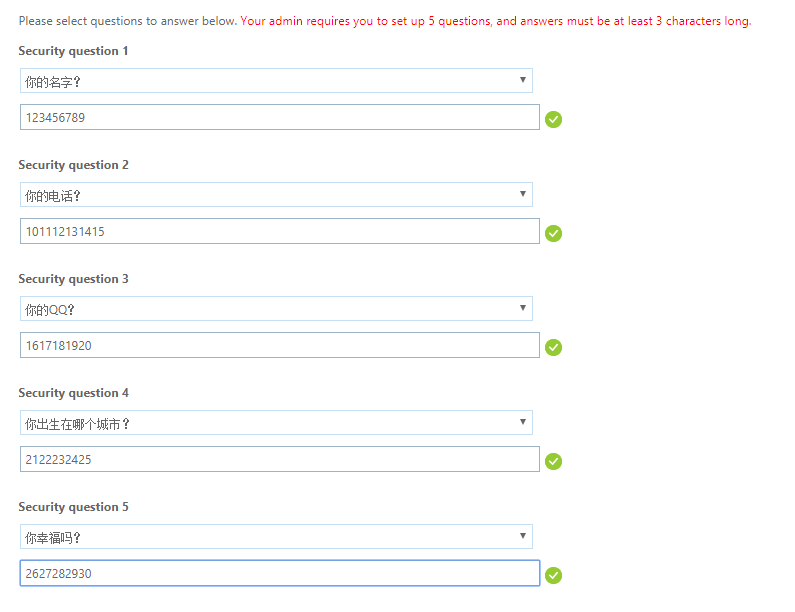 Please select questions to answer below. Your admin requires you to set up 5 questions, and answers must be at least 3 characters long.
Security question 1
你的名字?
123456789
Security question 2
你的电话?
101112131415
Security question 3
你的QQ?
1617181920
Security question 4
你出生在哪个城市?
2122232425
Security question 5
你幸福吗?
2627282930